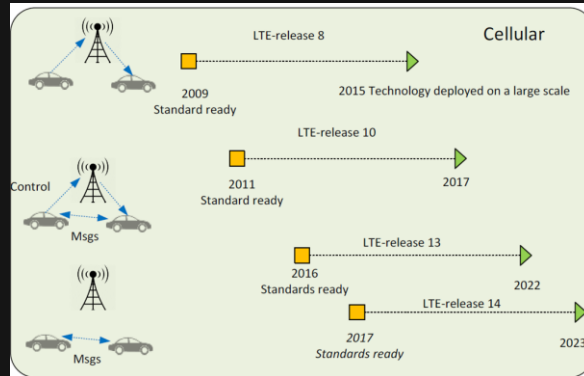 Cellular
LTE-release 8
2009
Standard ready
2015 Technology deployed on a large scale
LTE-release 10
Control
Msgs
2011
Standard ready
2017
LTE-release 13
2016
Standards ready
2022
LTE-release 14
2017
Standards ready
2023
Msgs